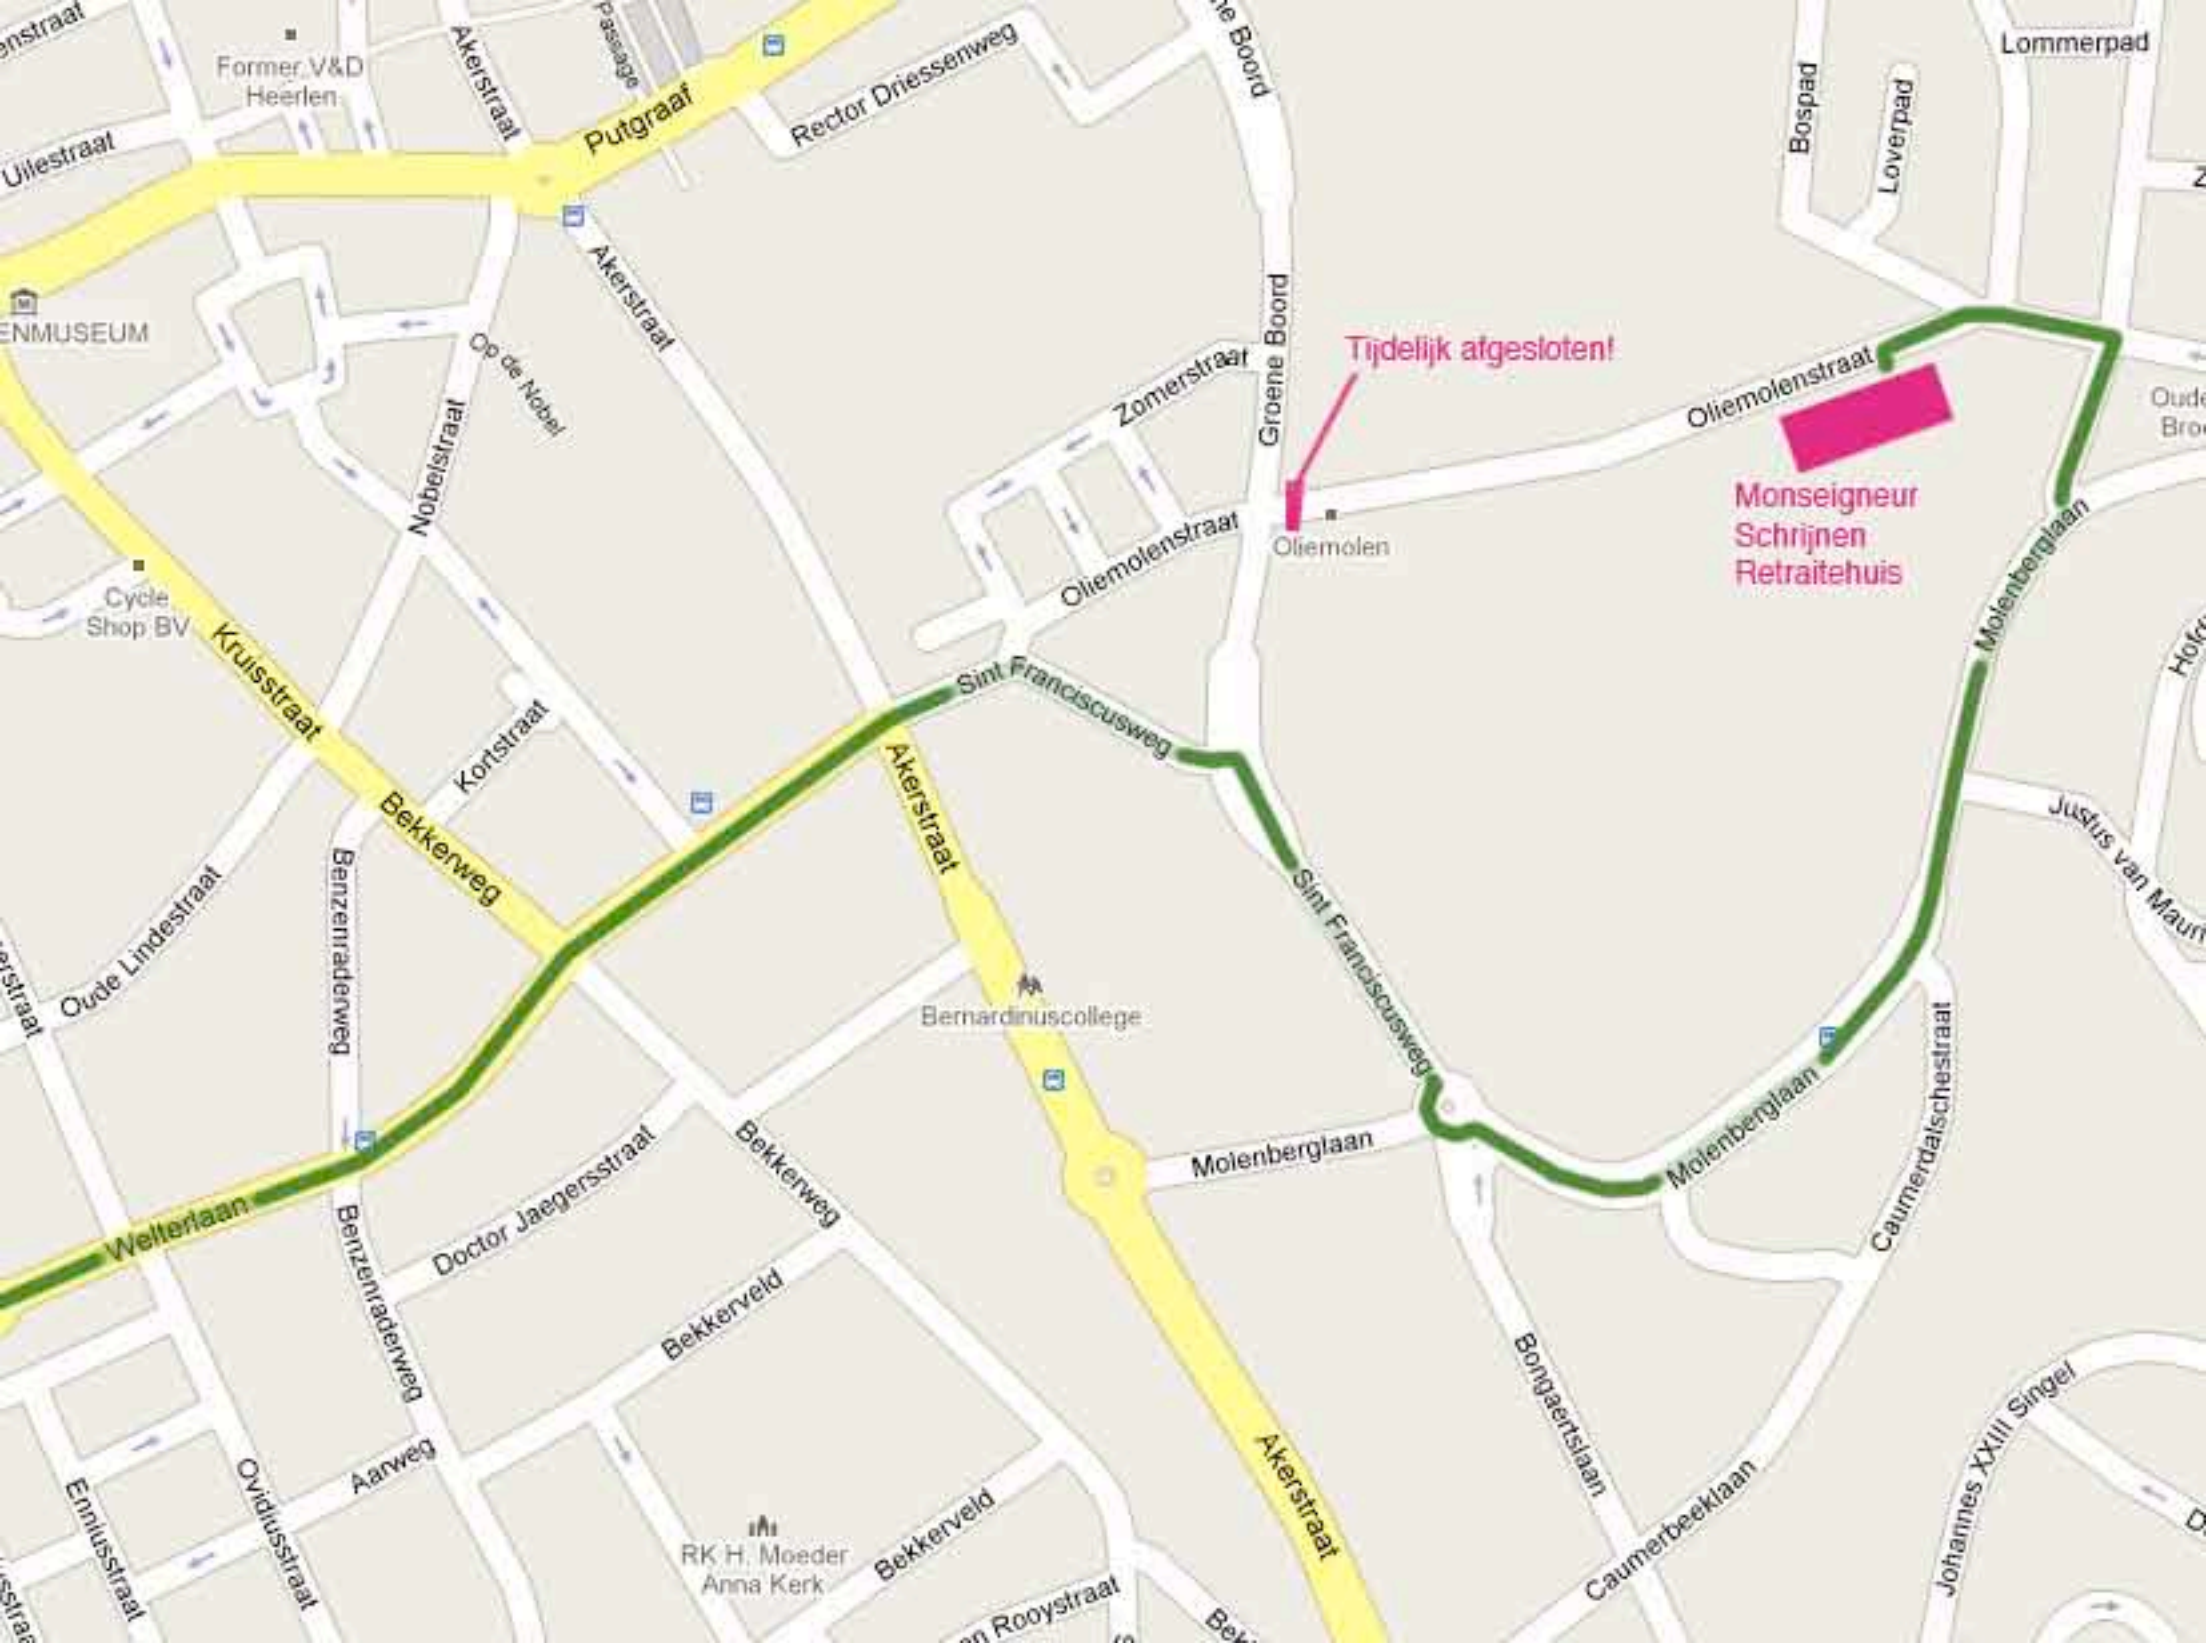 Former V&D
Heerlen
Akerstraat
Passage
Putgraaf
Rector Driessenweg
Boord
Lommerpad
Bospad
Loverpad
Uilestraat
Akerstraat
Op de Nobel
Nobelstraat
Zomerstraat
Groene Boord
Tijdelijk afgesloten!
Oliemolenstraat
Monseigneur
Schrijnen
Retraitehuis
Oliemolenstraat
Oliemolen
Molenberglaan
Cycle
Shop BV
Kruisstraat
Sint Franciscusweg
Kortstraat
Bekkerweg
Akerstraat
Justus van
Benzenraderweg
Oude Lindestraat
Sint Franciscusweg
Bernardinuscollege
Molenberglaan
Caumerdalschestraat
Molenberglaan
Welterlaan
Doctor Jaegersstraat
Bekkerweg
Benzenraderweg
Bekkerveld
Bongaertslaan
Johannes XXIII Singel
Aarweg
Akerstraat
Ovidiusstraat
Enniusstraat
Bekkerveld
Caumerbeeklaan
RK H. Moeder
Anna Kerk
Rooystraat